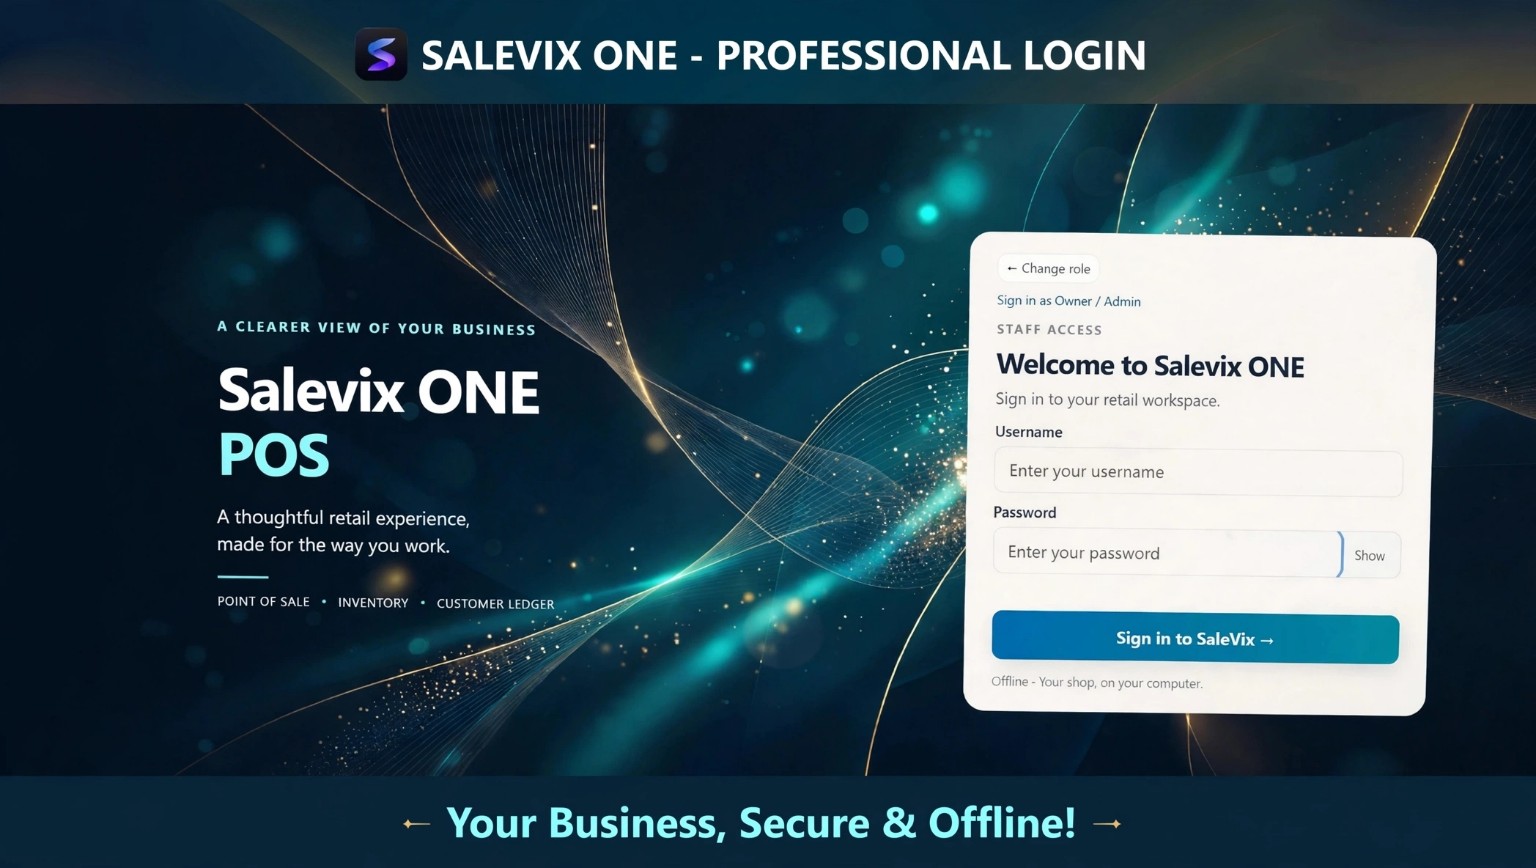 SALEVIX ONE - PROFESSIONAL LOGIN
A CLEARER VIEW OF YOUR BUSINESS
Salevix ONE
POS
A thoughtful retail experience,
made for the way you work.
POINT OF SALE • INVENTORY • CUSTOMER LEDGER
← Change role
Sign in as Owner / Admin
STAFF ACCESS
Welcome to Salevix ONE
Sign in to your retail workspace.
Username
Enter your username
Password
Enter your password
Show
Sign in to SaleVix →
Offline - Your shop, on your computer.
Your Business, Secure & Offline!